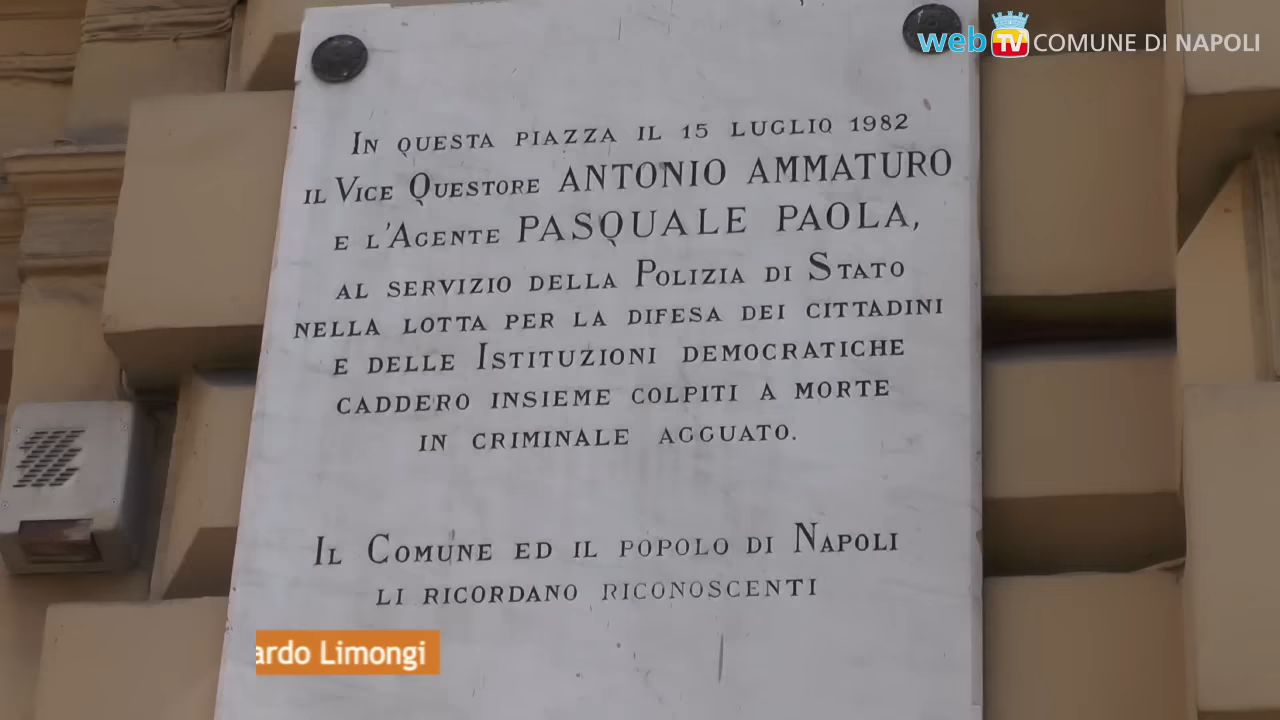 web TV COMUNE DI NAPOLI
IN QUESTA PIAZZA IL 15 LUGLIO 1982
IL VICE QUESTORE ANTONIO AMMATURO
E L'AGENTE PASQUALE PAOLA,
AL SERVIZIO DELLA POLIZIA DI STATO
NELLA LOTTA PER LA DIFESA DEI CITTADINI
E DELLE ISTITUZIONI DEMOCRATICHE
CADDERO INSIEME COLPITI A MORTE
IN CRIMINALE AGGUATO.
IL COMUNE ED IL POPOLO DI NAPOLI
LI RICORDANO RICONOSCENTI
ardo Limongi